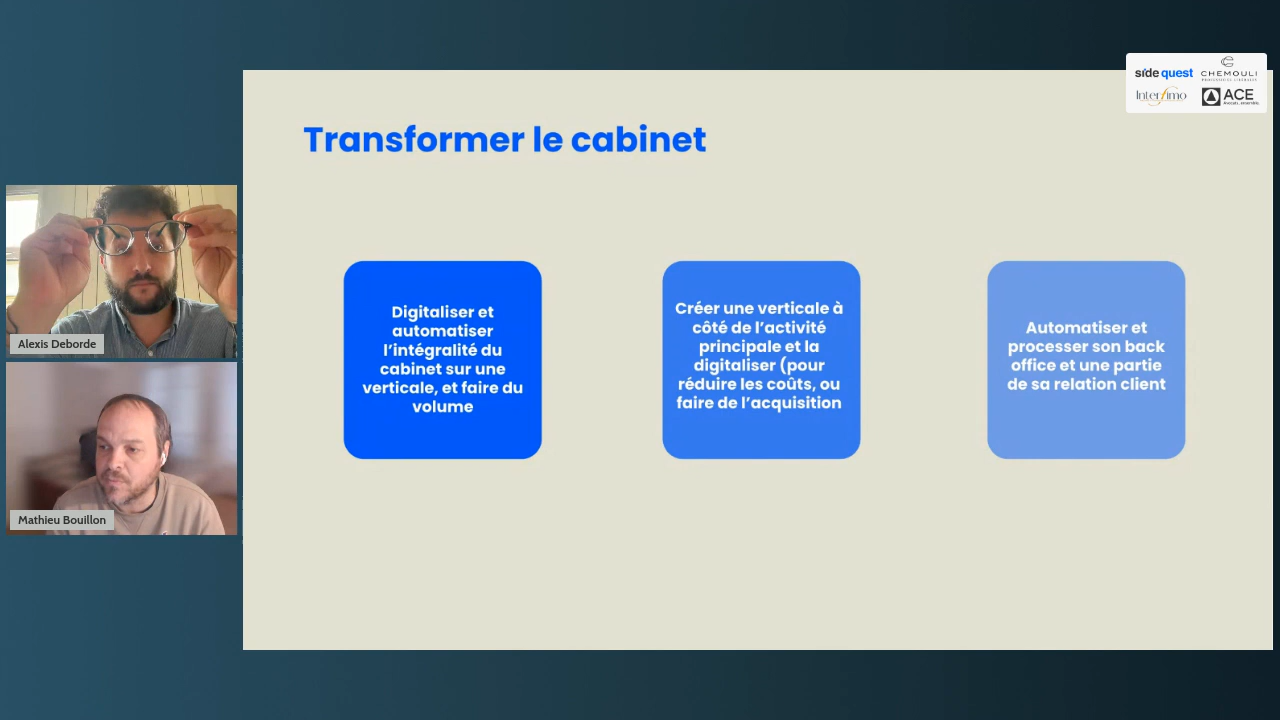 side quest
CHEMOULI
Interfimo
ACE
Transformer le cabinet
Digitaliser et
automatiser
l'intégralité du
cabinet sur une
verticale, et faire du
volume
Créer une verticale à
côté de l'activité
principale et la
digitaliser (pour
réduire les coûts, ou
faire de l'acquisition
Automatiser et
processer son back
office et une partie
de sa relation client
Alexis Deborde
Mathieu Bouillon